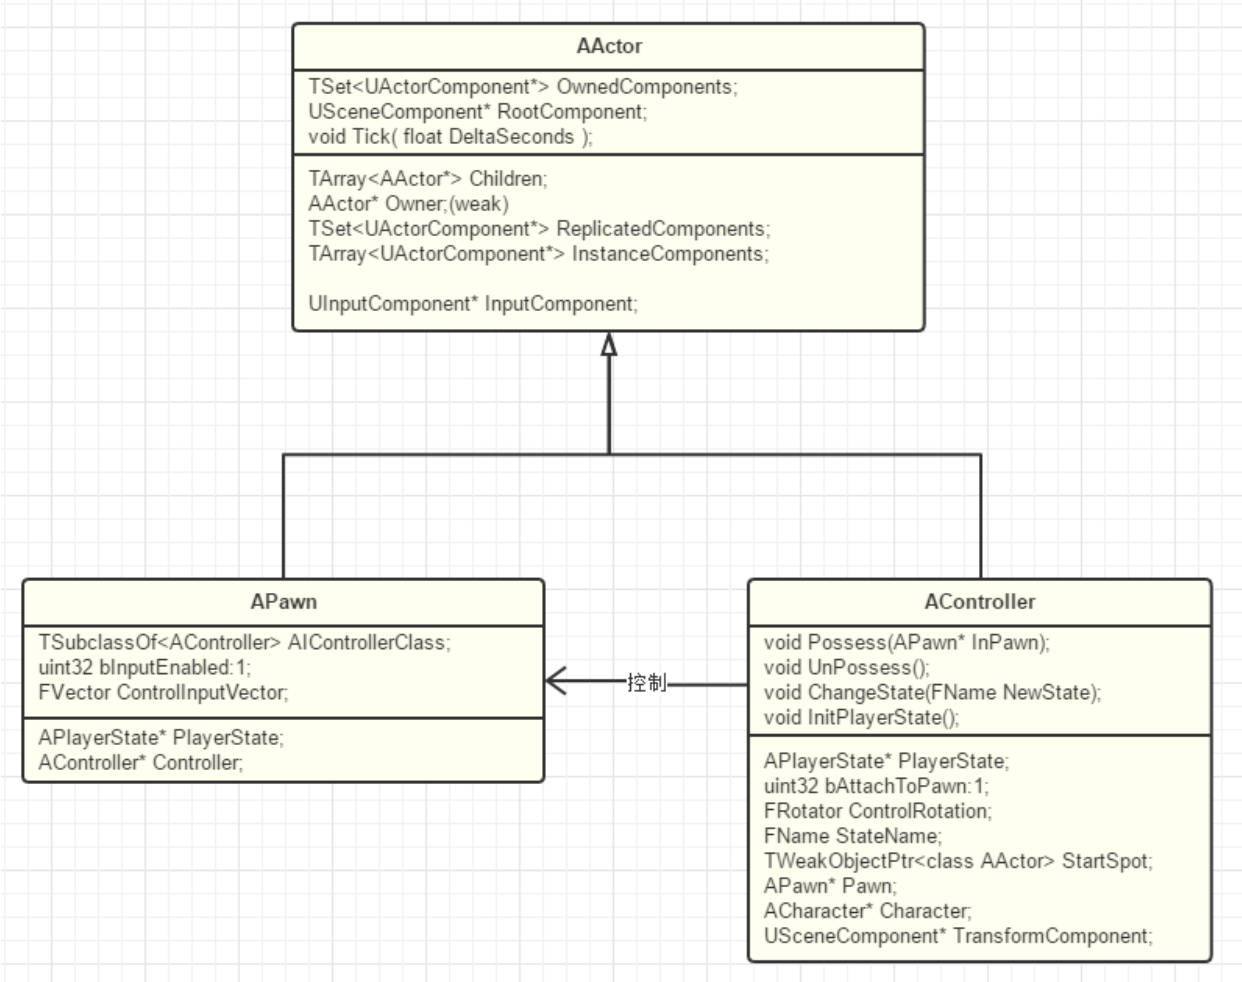 AActor
TSet<UActorComponent*> OwnedComponents;
USceneComponent* RootComponent;
void Tick( float DeltaSeconds );
TArray<AActor*> Children;
AActor* Owner;(weak)
TSet<UActorComponent*> ReplicatedComponents;
TArray<UActorComponent*> InstanceComponents;
UInputComponent* InputComponent;
APawn
TSubclassOf<AController> AIControllerClass;
uint32 bInputEnabled:1;
FVector ControlInputVector;
APlayerState* PlayerState;
AController* Controller;
控制
AController
void Possess(APawn* InPawn);
void UnPossess();
void ChangeState(FName NewState);
void InitPlayerState();
APlayerState* PlayerState;
uint32 bAttachToPawn:1;
FRotator ControlRotation;
FName StateName;
TWeakObjectPtr<class AActor> StartSpot;
APawn* Pawn;
ACharacter* Character;
USceneComponent* TransformComponent;